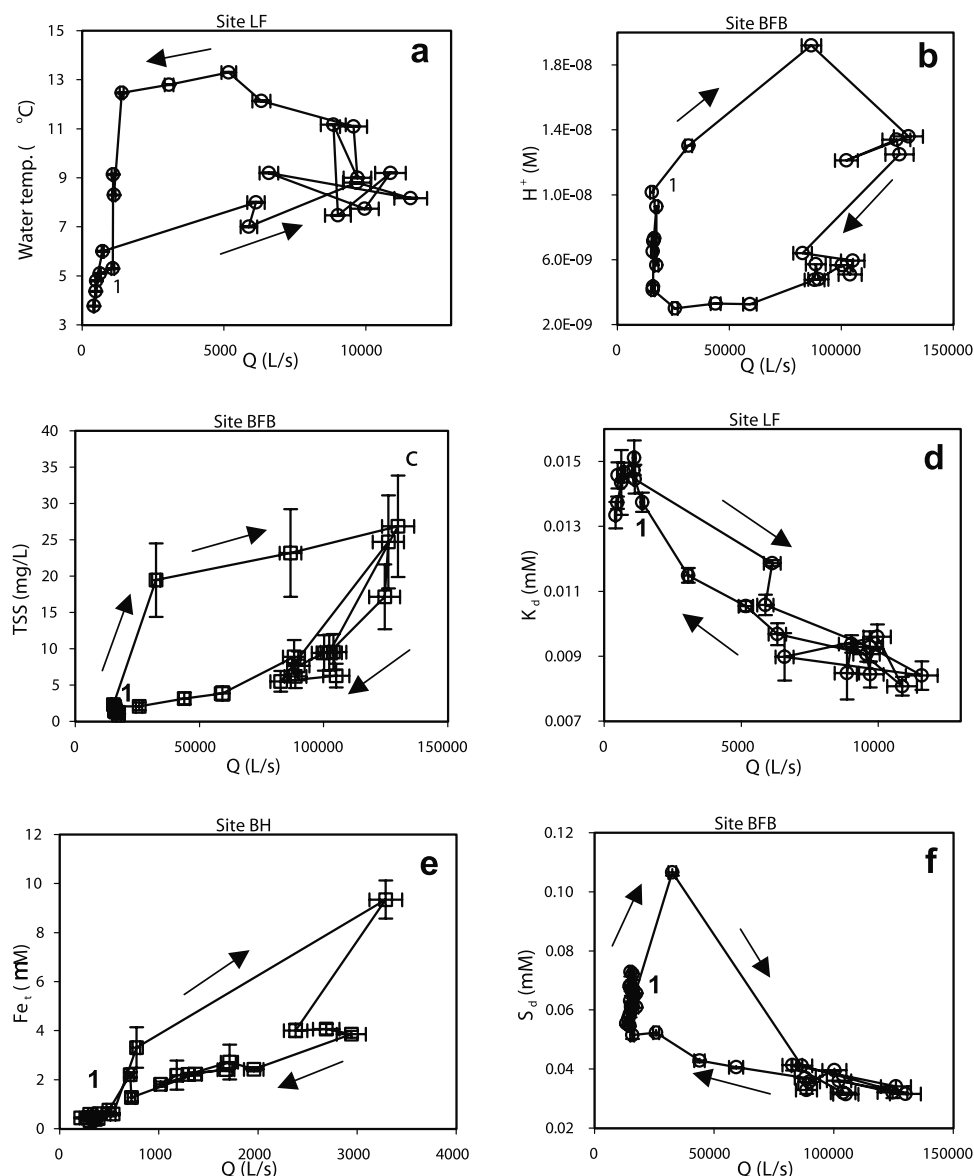 Site LF
a
15
13
11
9
7
5
3
Water temp. ( °C)
1
0
5000
10000
Q (L/s)
Site BFB
b
1.8E-08
1.4E-08
1.0E-08
6.0E-09
2.0E-09
H+ (M)
1
0
50000
100000
150000
Q (L/s)
Site BFB
c
40
35
30
25
20
15
10
5
0
TSS (mg/L)
1
0
50000
100000
150000
Q (L/s)
Site LF
d
0.015
0.013
0.011
0.009
0.007
K d (mM)
1
0
5000
10000
Q (L/s)
Site BH
e
12
10
8
6
4
2
0
Fe t (mM)
1
0
1000
2000
3000
4000
Q (L/s)
Site BFB
f
0.12
0.10
0.08
0.06
0.04
0.02
S d (mM)
1
0
50000
100000
150000
Q (L/s)